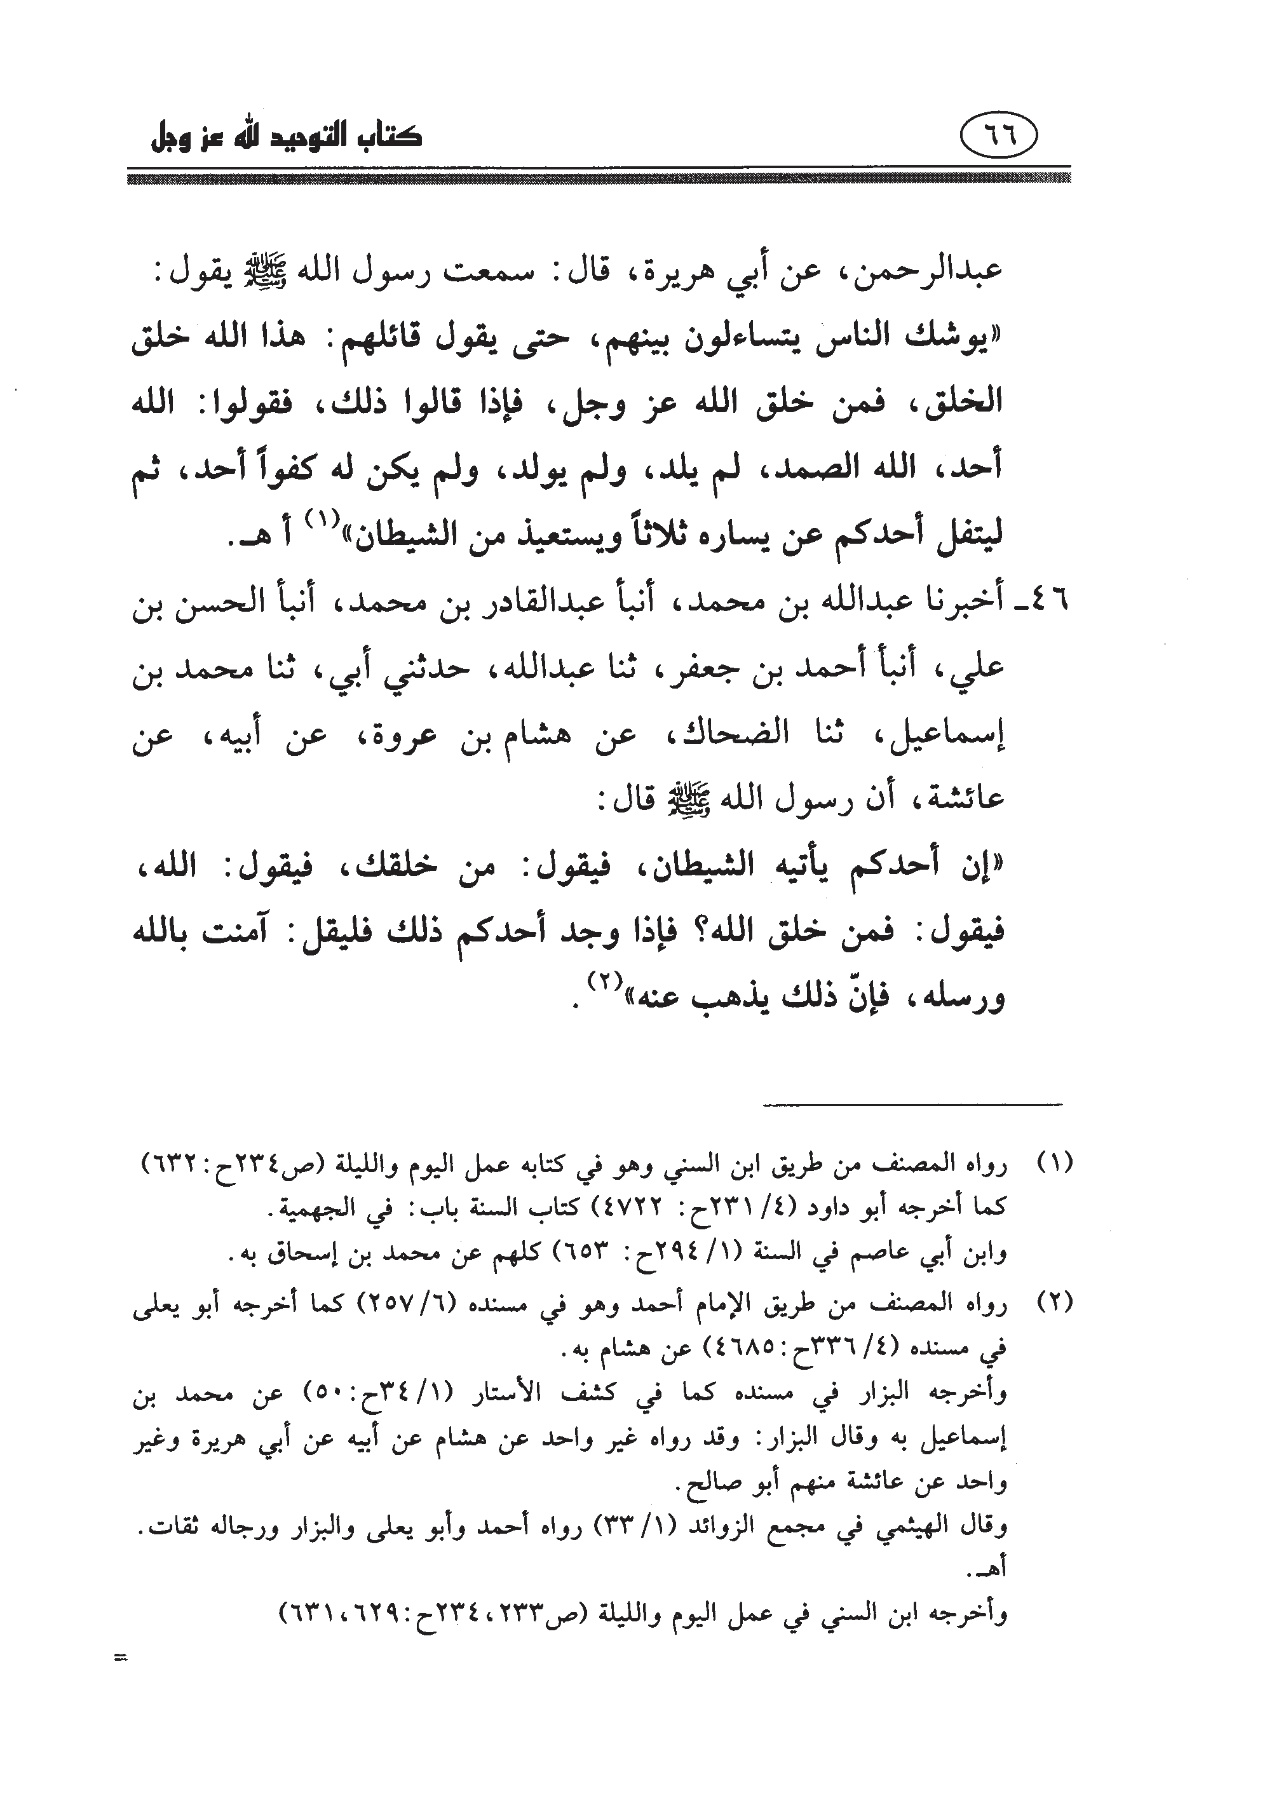 ٦٦
كتاب التوحيد لله عز وجل
عبدالرحمن، عن أبي هريرة، قال: سمعت رسول الله ﷺ يقول:
«يوشك الناس يتساءلون بينهم، حتى يقول قائلهم: هذا الله خلق
الخلق، فمن خلق الله عز وجل، فإذا قالوا ذلك، فقولوا: الله
أحد، الله الصمد، لم يلد، ولم يولد، ولم يكن له كفواً أحد، ثم
ليتفل أحدكم عن يساره ثلاثاً ويستعيذ من الشيطان»(١) أ هـ.
٤٦ـ أخبرنا عبدالله بن محمد، أنبأ عبدالقادر بن محمد، أنبأ الحسن بن
علي، أنبأ أحمد بن جعفر، ثنا عبدالله، حدثني أبي، ثنا محمد بن
إسماعيل، ثنا الضحاك، عن هشام بن عروة، عن أبيه، عن
عائشة، أن رسول الله ﷺ قال:
«إن أحدكم يأتيه الشيطان، فيقول: من خلقك، فيقول: الله،
فيقول: فمن خلق الله؟ فإذا وجد أحدكم ذلك فليقل: آمنت بالله
ورسله، فإنّ ذلك يذهب عنه»(٢).
(١) رواه المصنف من طريق ابن السني وهو في كتابه عمل اليوم والليلة (ص٢٣٤ح:٦٣٢)
كما أخرجه أبو داود (٤/ ٢٣١ح: ٤٧٢٢) كتاب السنة باب: في الجهمية.
وابن أبي عاصم في السنة (١/ ٢٩٤ح: ٦٥٣) كلهم عن محمد بن إسحاق به.
(٢) رواه المصنف من طريق الإمام أحمد وهو في مسنده (٦/ ٢٥٧) كما أخرجه أبو يعلى
في مسنده (٤/ ٣٣٦ح:٤٦٨٥) عن هشام به.
وأخرجه البزار في مسنده كما في كشف الأستار (١/ ٣٤ح:٥٠) عن محمد بن
إسماعيل به وقال البزار: وقد رواه غير واحد عن هشام عن أبيه عن أبي هريرة وغير
واحد عن عائشة منهم أبو صالح.
وقال الهيثمي في مجمع الزوائد (١/ ٣٣) رواه أحمد وأبو يعلى والبزار ورجاله ثقات.
أهـ.
وأخرجه ابن السني في عمل اليوم والليلة (ص٢٣٣، ٢٣٤ح:٦٢٩، ٦٣١)
=